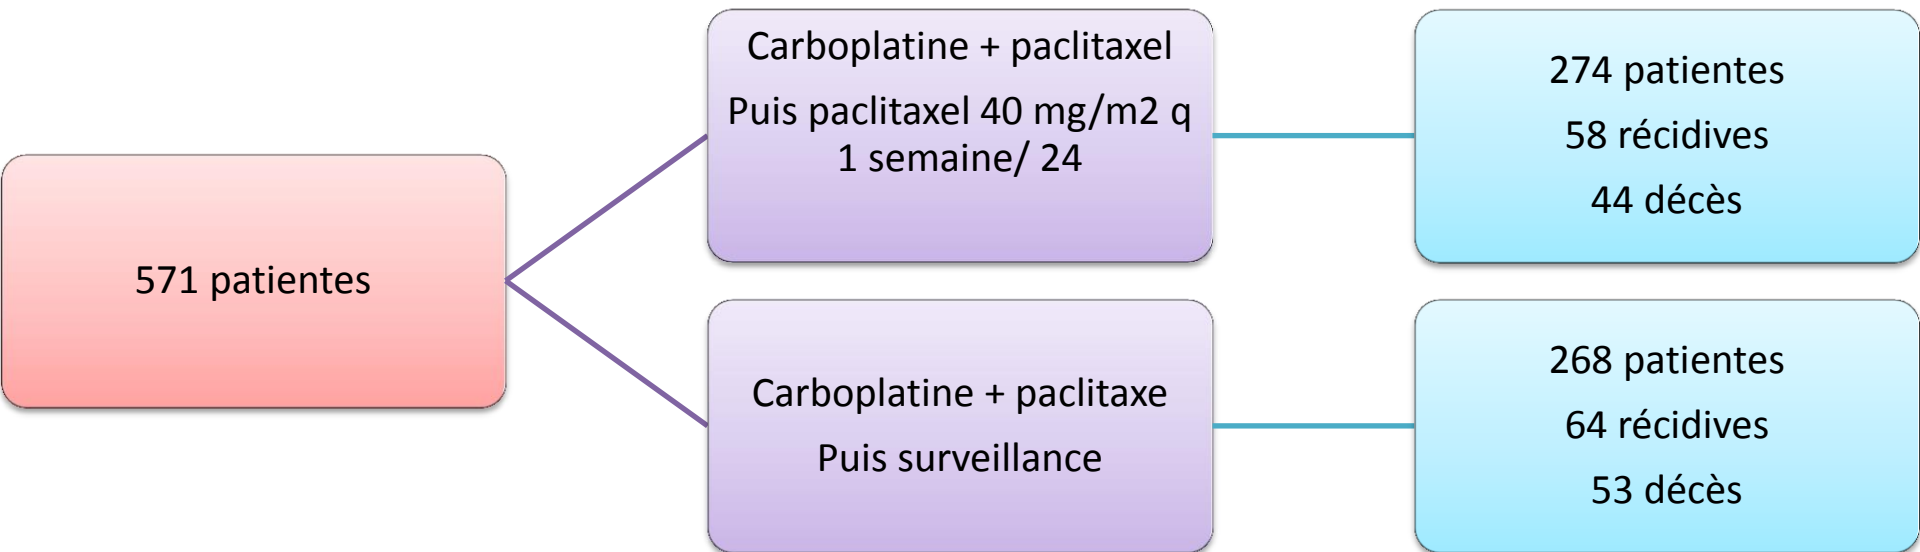 571 patientes
Carboplatine + paclitaxel
Puis paclitaxel 40 mg/m2 q
1 semaine/ 24
Carboplatine + paclitaxe
Puis surveillance
274 patientes
58 récidives
44 décès
268 patientes
64 récidives
53 décès